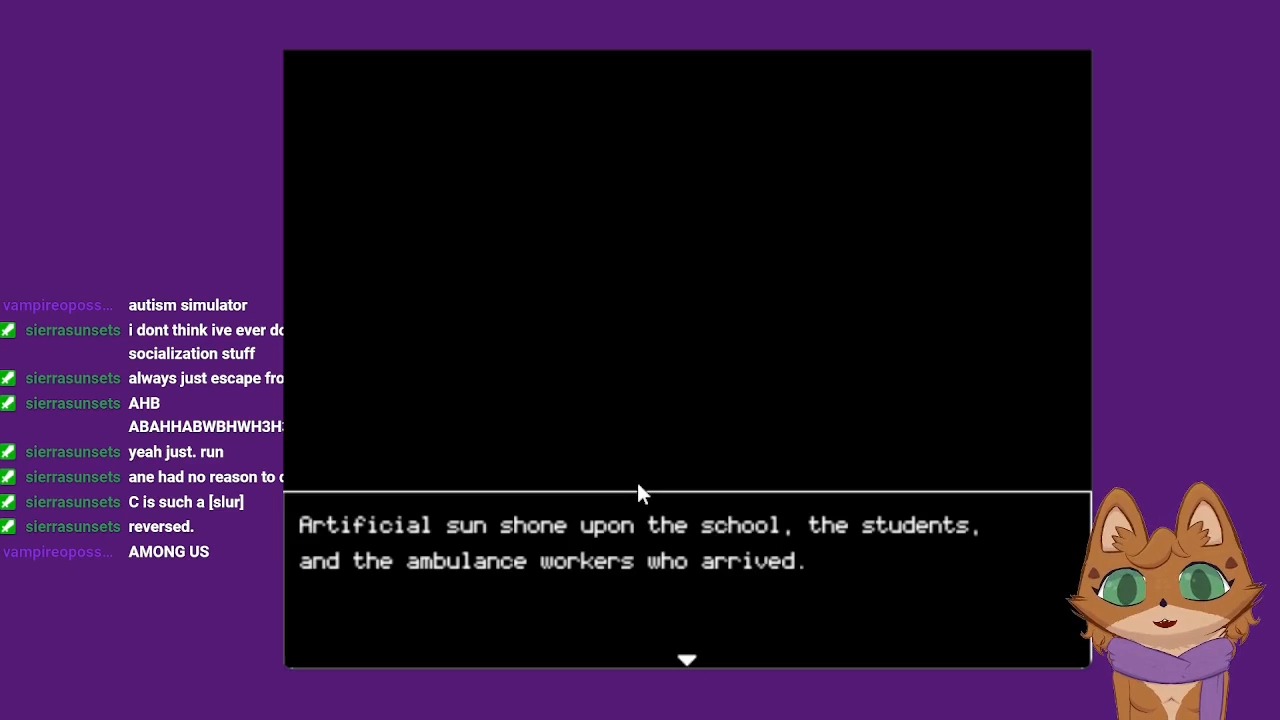 vampireoposs… autism simulator
sierrasunsets i dont think ive ever do
socialization stuff
sierrasunsets always just escape fro
sierrasunsets AHB
ABAHHABWBHWH3H
sierrasunsets yeah just. run
sierrasunsets ane had no reason to
sierrasunsets C is such a [slur]
sierrasunsets reversed.
vampireoposs… AMONG US
Artificial sun shone upon the school, the students,
and the ambulance workers who arrived.